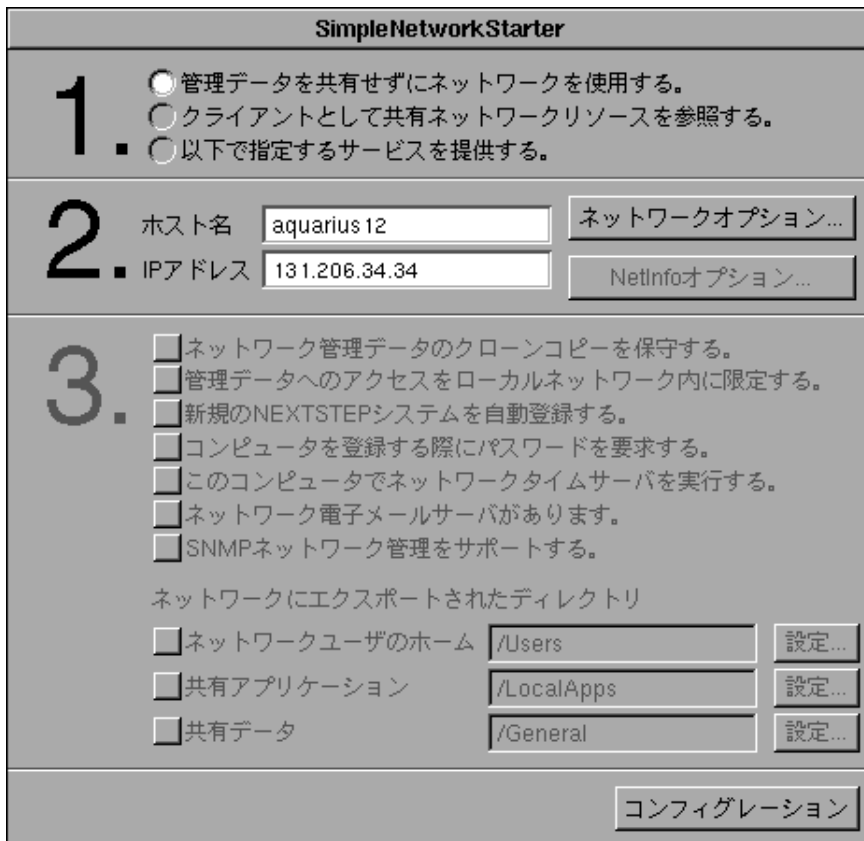 SimpleNetworkStarter
1.
管理データを共有せずにネットワークを使用する。
クライアントとして共有ネットワークリソースを参照する。
以下で指定するサービスを提供する。
2.
ホスト名 aquarius12 ネットワークオプション...
IPアドレス 131.206.34.34 NetInfoオプション...
3.
ネットワーク管理データのクローンコピーを保守する。
管理データへのアクセスをローカルネットワーク内に限定する。
新規のNEXTSTEPシステムを自動登録する。
コンピュータを登録する際にパスワードを要求する。
このコンピュータでネットワークタイムサーバを実行する。
ネットワーク電子メールサーバがあります。
SNMPネットワーク管理をサポートする。
ネットワークにエクスポートされたディレクトリ
ネットワークユーザのホーム /Users 設定...
共有アプリケーション /LocalApps 設定...
共有データ /General 設定...
コンフィグレーション